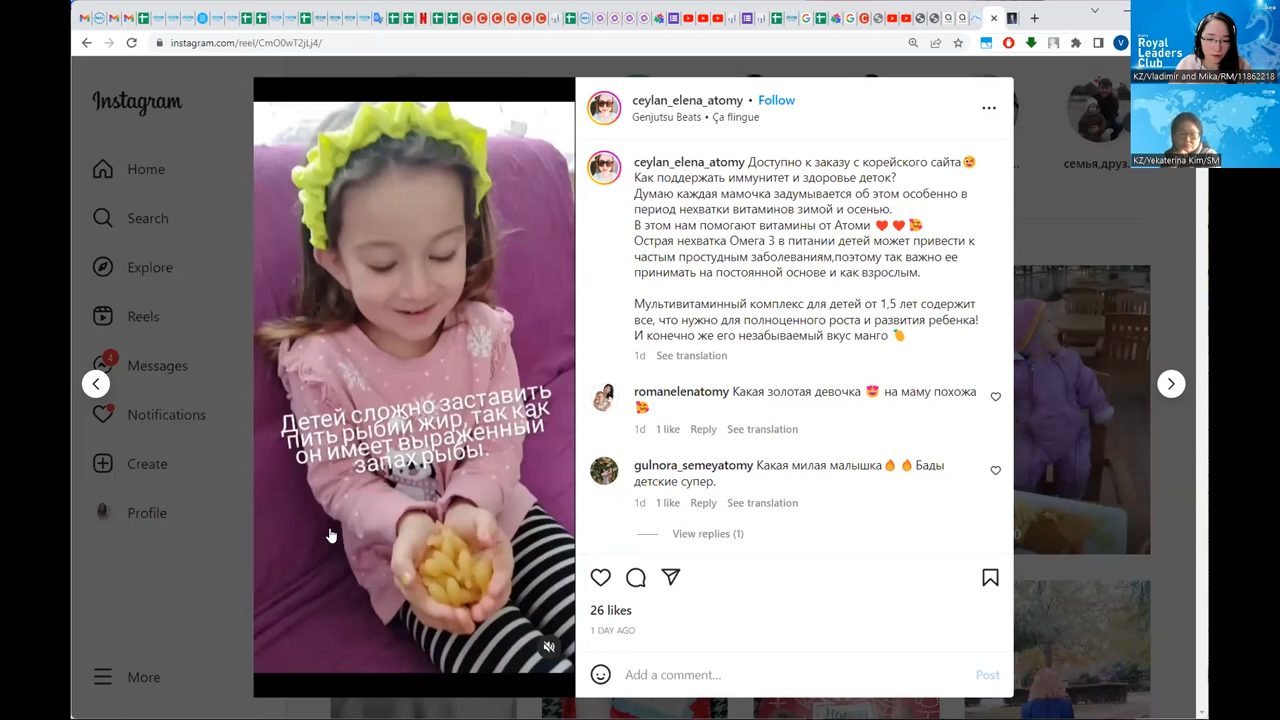 instagram.com/reel/CmO0wT2jLj4/
V
Royal
Leaders
Club
KZ/Vladimir and Mika/RM/11862218
KZ/Yekaterina Kim/SM
Instagram
Home
Search
Explore
Reels
4
Messages
Notifications
Create
Profile
More
Детей сложно заставить
пить рыбий жир, так как
он имеет выраженный
запах рыбы.
ceylan_elena_atomy • Follow
Genjutsu Beats • Ça flingue
ceylan_elena_atomy Доступно к заказу с корейского сайта😜
Как поддержать иммунитет и здоровье деток?
Думаю каждая мамочка задумывается об этом особенно в
период нехватки витаминов зимой и осенью.
В этом нам помогают витамины от Атоми ❤️ ❤️ 🥰
Острая нехватка Омега 3 в питании детей может привести к
частым простудным заболеваниям,поэтому так важно ее
принимать на постоянной основе и как взрослым.
Мультивитаминный комплекс для детей от 1,5 лет содержит
все, что нужно для полноценного роста и развития ребенка!
И конечно же его незабываемый вкус манго 🥭
1d See translation
romanelenatomy Какая золотая девочка 😍 на маму похожа
🥰
1d 1 like Reply See translation
gulnora_semeyatomy Какая милая малышка🔥 🔥 Бады
детские супер.
1d 1 like Reply See translation
View replies (1)
26 likes
1 DAY AGO
Add a comment...
Post
семья,друз